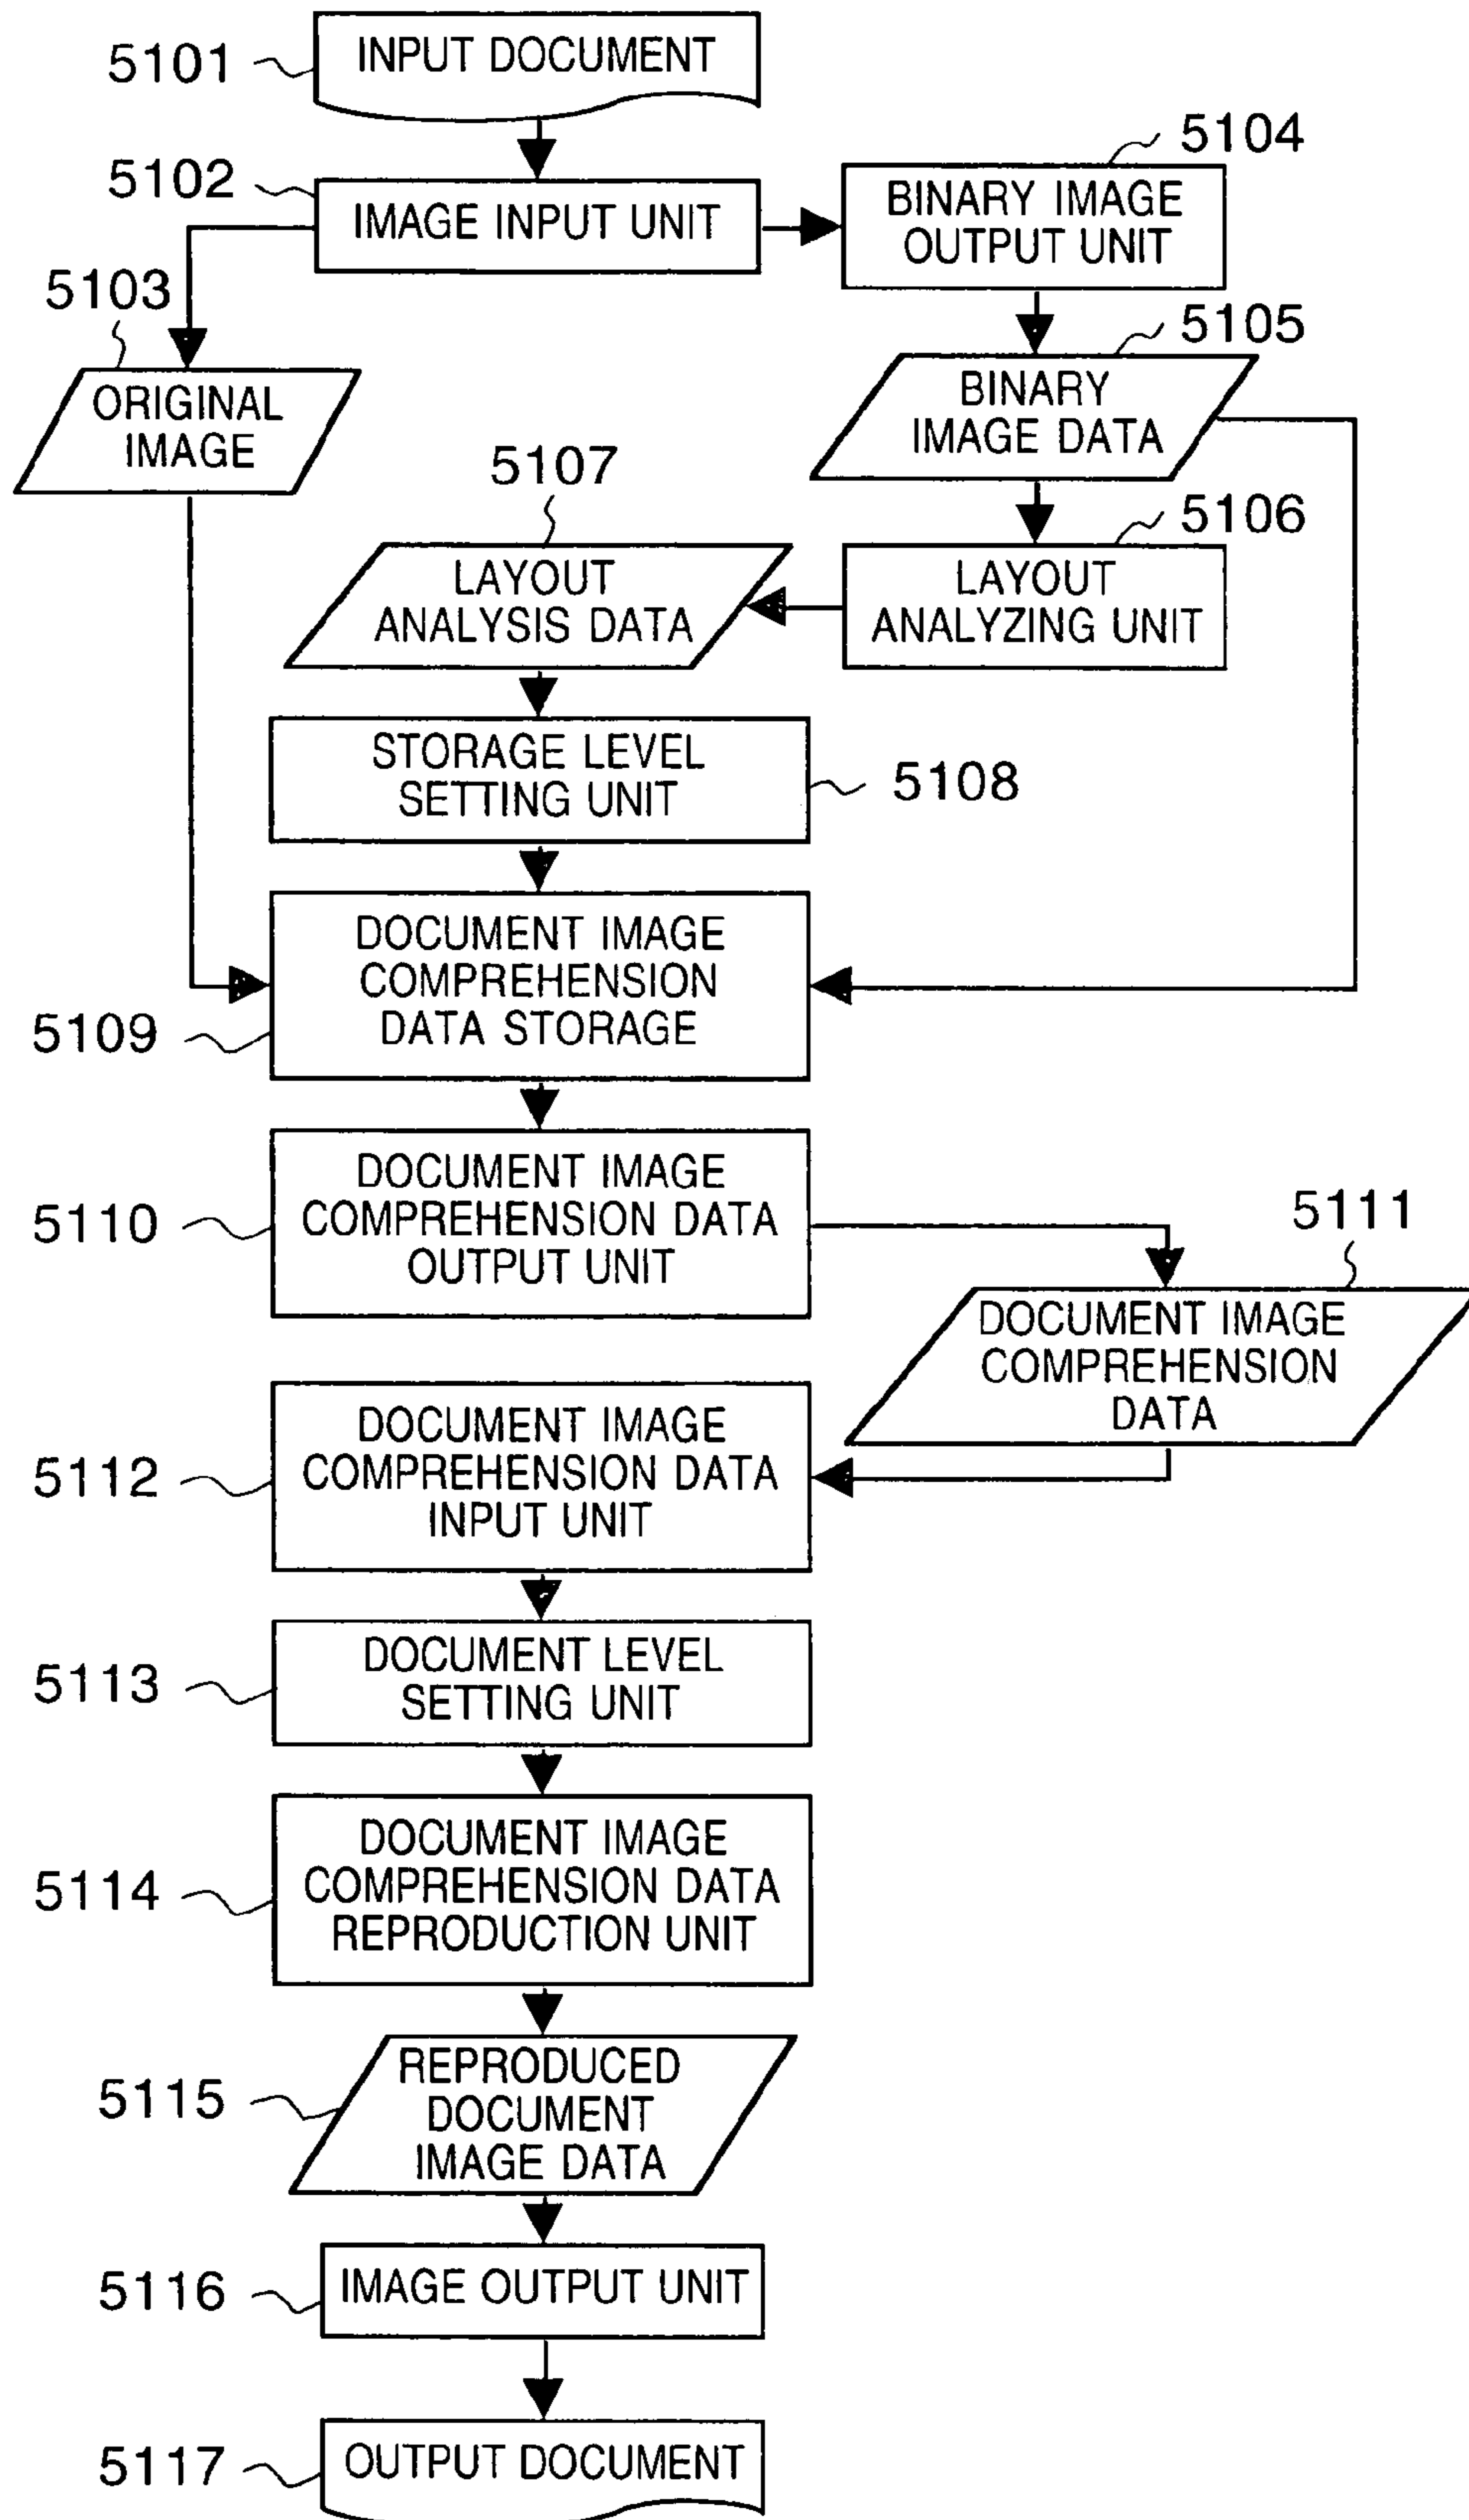 5101
INPUT DOCUMENT
5102
IMAGE INPUT UNIT
5104
BINARY IMAGE
OUTPUT UNIT
5103
ORIGINAL
IMAGE
5105
BINARY
IMAGE DATA
5107
LAYOUT
ANALYSIS DATA
5106
LAYOUT
ANALYZING UNIT
STORAGE LEVEL
SETTING UNIT
5108
DOCUMENT IMAGE
COMPREHENSION
DATA STORAGE
5109
5110
DOCUMENT IMAGE
COMPREHENSION DATA
OUTPUT UNIT
5111
DOCUMENT IMAGE
COMPREHENSION
DATA
5112
DOCUMENT IMAGE
COMPREHENSION DATA
INPUT UNIT
5113
DOCUMENT LEVEL
SETTING UNIT
5114
DOCUMENT IMAGE
COMPREHENSION DATA
REPRODUCTION UNIT
5115
REPRODUCED
DOCUMENT
IMAGE DATA
5116
IMAGE OUTPUT UNIT
5117
OUTPUT DOCUMENT